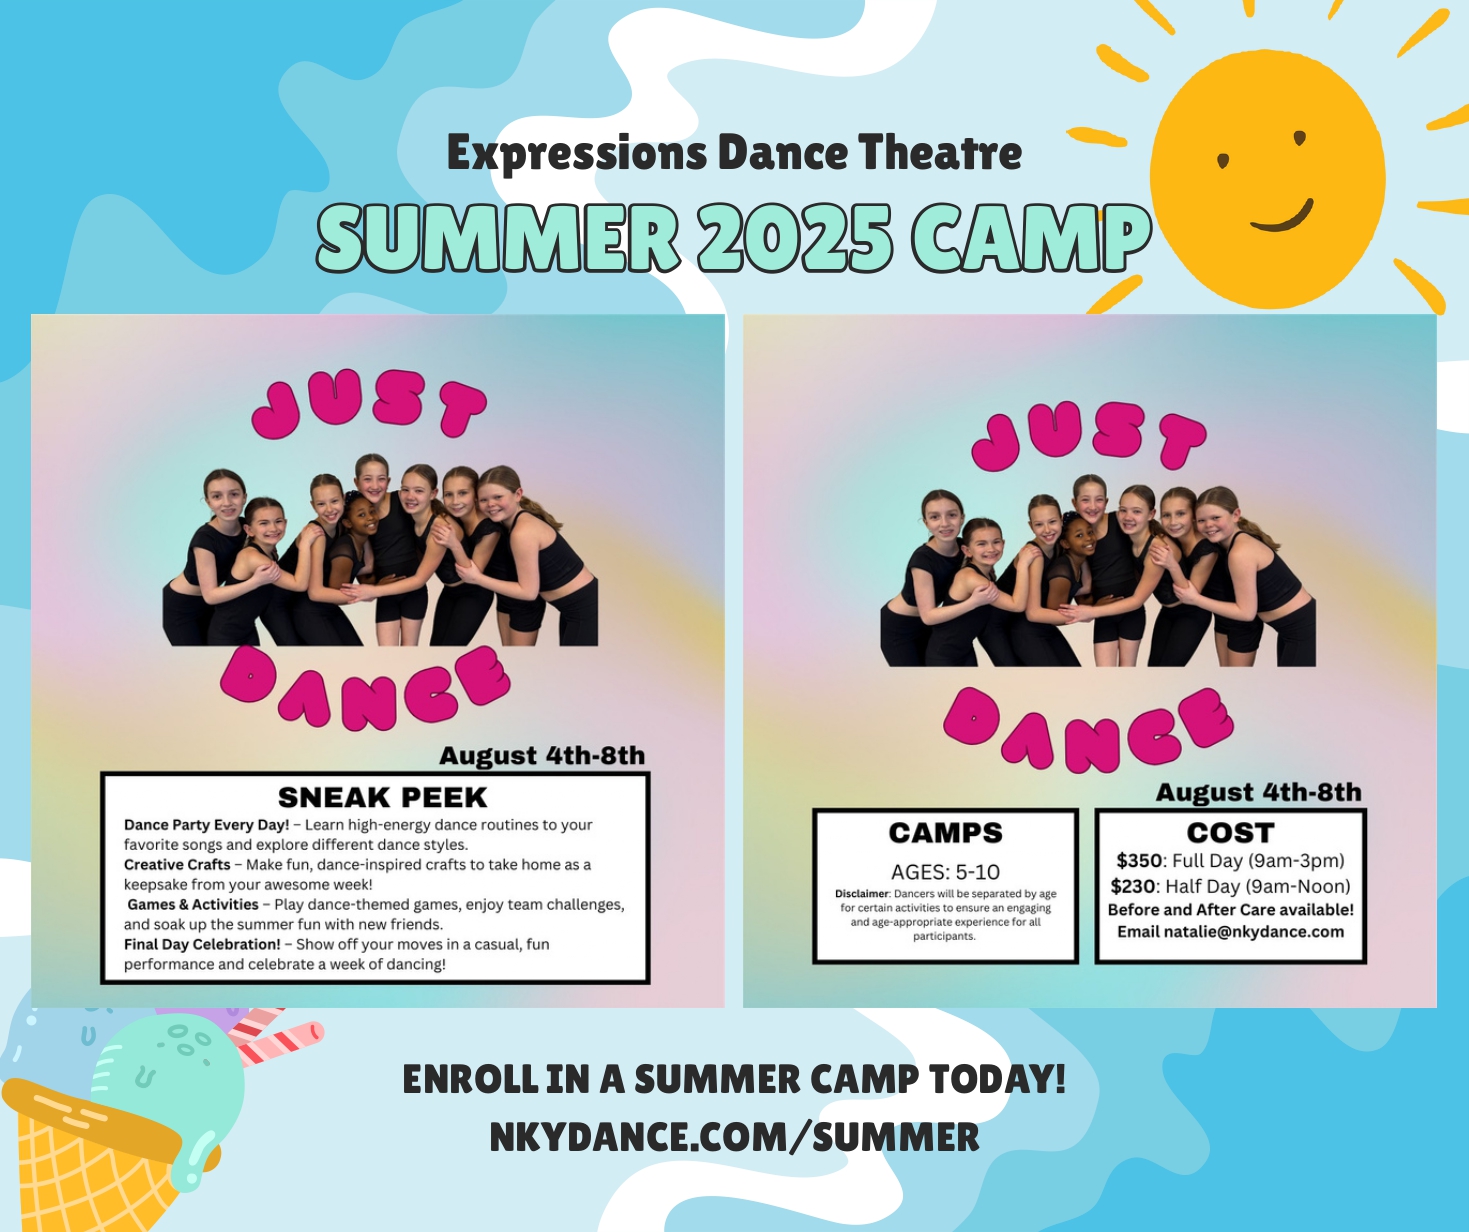 Expressions Dance Theatre
SUMMER 2025 CAMP
JUST
DANCE
August 4th-8th
SNEAK PEEK
Dance Party Every Day! – Learn high-energy dance routines to your
favorite songs and explore different dance styles.
Creative Crafts – Make fun, dance-inspired crafts to take home as a
keepsake from your awesome week!
Games & Activities – Play dance-themed games, enjoy team challenges,
and soak up the summer fun with new friends.
Final Day Celebration! – Show off your moves in a casual, fun
performance and celebrate a week of dancing!
JUST
DANCE
August 4th-8th
CAMPS
AGES: 5-10
Disclaimer: Dancers will be separated by age
for certain activities to ensure an engaging
and age-appropriate experience for all
participants.
COST
$350: Full Day (9am-3pm)
$230: Half Day (9am-Noon)
Before and After Care available!
Email natalie@nkydance.com
ENROLL IN A SUMMER CAMP TODAY!
NKYDANCE.COM/SUMMER